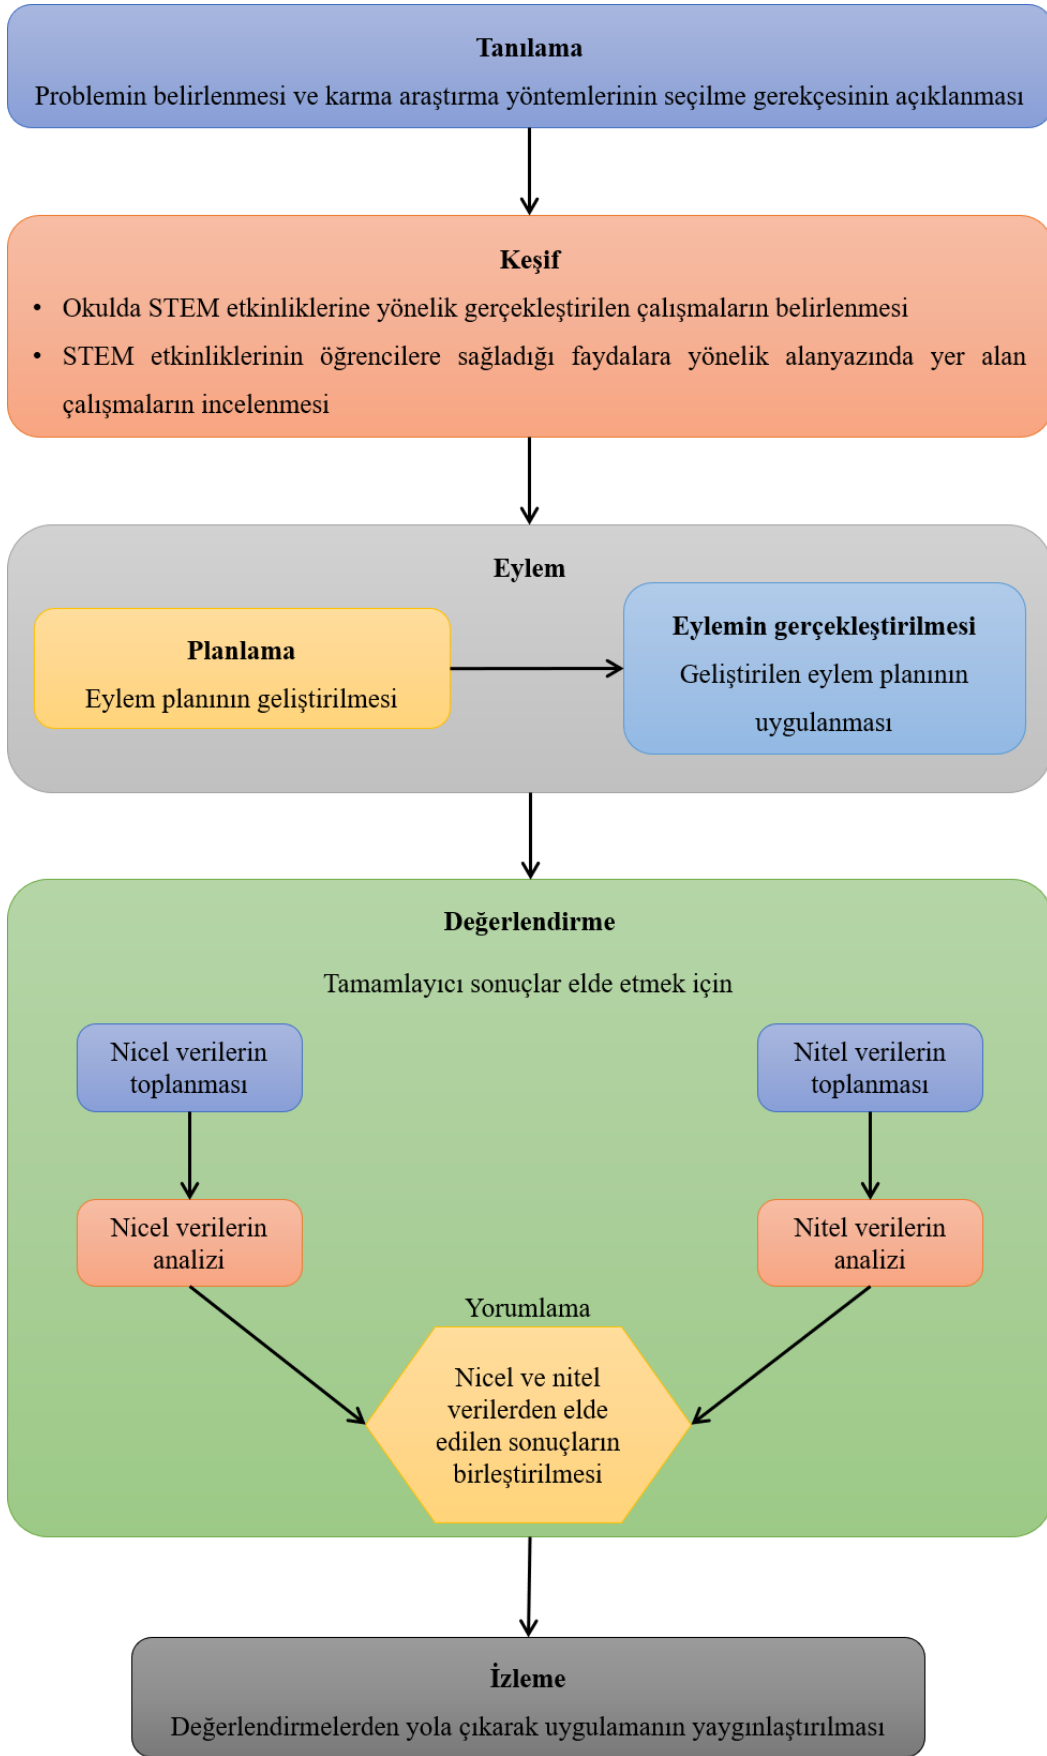 Tanılama
Problemin belirlenmesi ve karma araştırma yöntemlerinin seçilme gerekçesinin açıklanması
Keşif
• Okulda STEM etkinliklerine yönelik gerçekleştirilen çalışmaların belirlenmesi
• STEM etkinliklerinin öğrencilere sağladığı faydalara yönelik alanyazında yer alan
çalışmaların incelenmesi
Eylem
Planlama
Eylem planının geliştirilmesi
Eylemin gerçekleştirilmesi
Geliştirilen eylem planının
uygulanması
Değerlendirme
Tamamlayıcı sonuçlar elde etmek için
Nicel verilerin
toplanması
Nitel verilerin
toplanması
Nicel verilerin
analizi
Nitel verilerin
analizi
Yorumlama
Nicel ve nitel
verilerden elde
edilen sonuçların
birleştirilmesi
İzleme
Değerlendirmelerden yola çıkarak uygulamanın yaygınlaştırılması